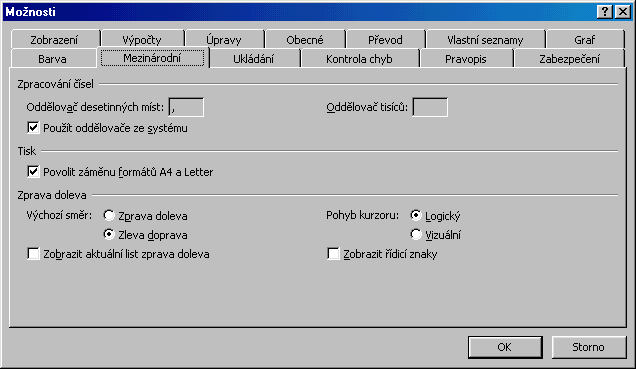 Možnosti
Zobrazení Výpočty Úpravy Obecné Převod Vlastní seznamy Graf
Barva Mezinárodní Ukládání Kontrola chyb Pravopis Zabezpečení
Zpracování čísel
Oddělovač desetinných míst: , Oddělovač tisíců:
Použít oddělovače ze systému
Tisk
Povolit záměnu formátů A4 a Letter
Zprava doleva
Výchozí směr: Zprava doleva Pohyb kurzoru: Logický
Zleva doprava Vizuální
Zobrazit aktuální list zprava doleva Zobrazit řídicí znaky
OK Storno